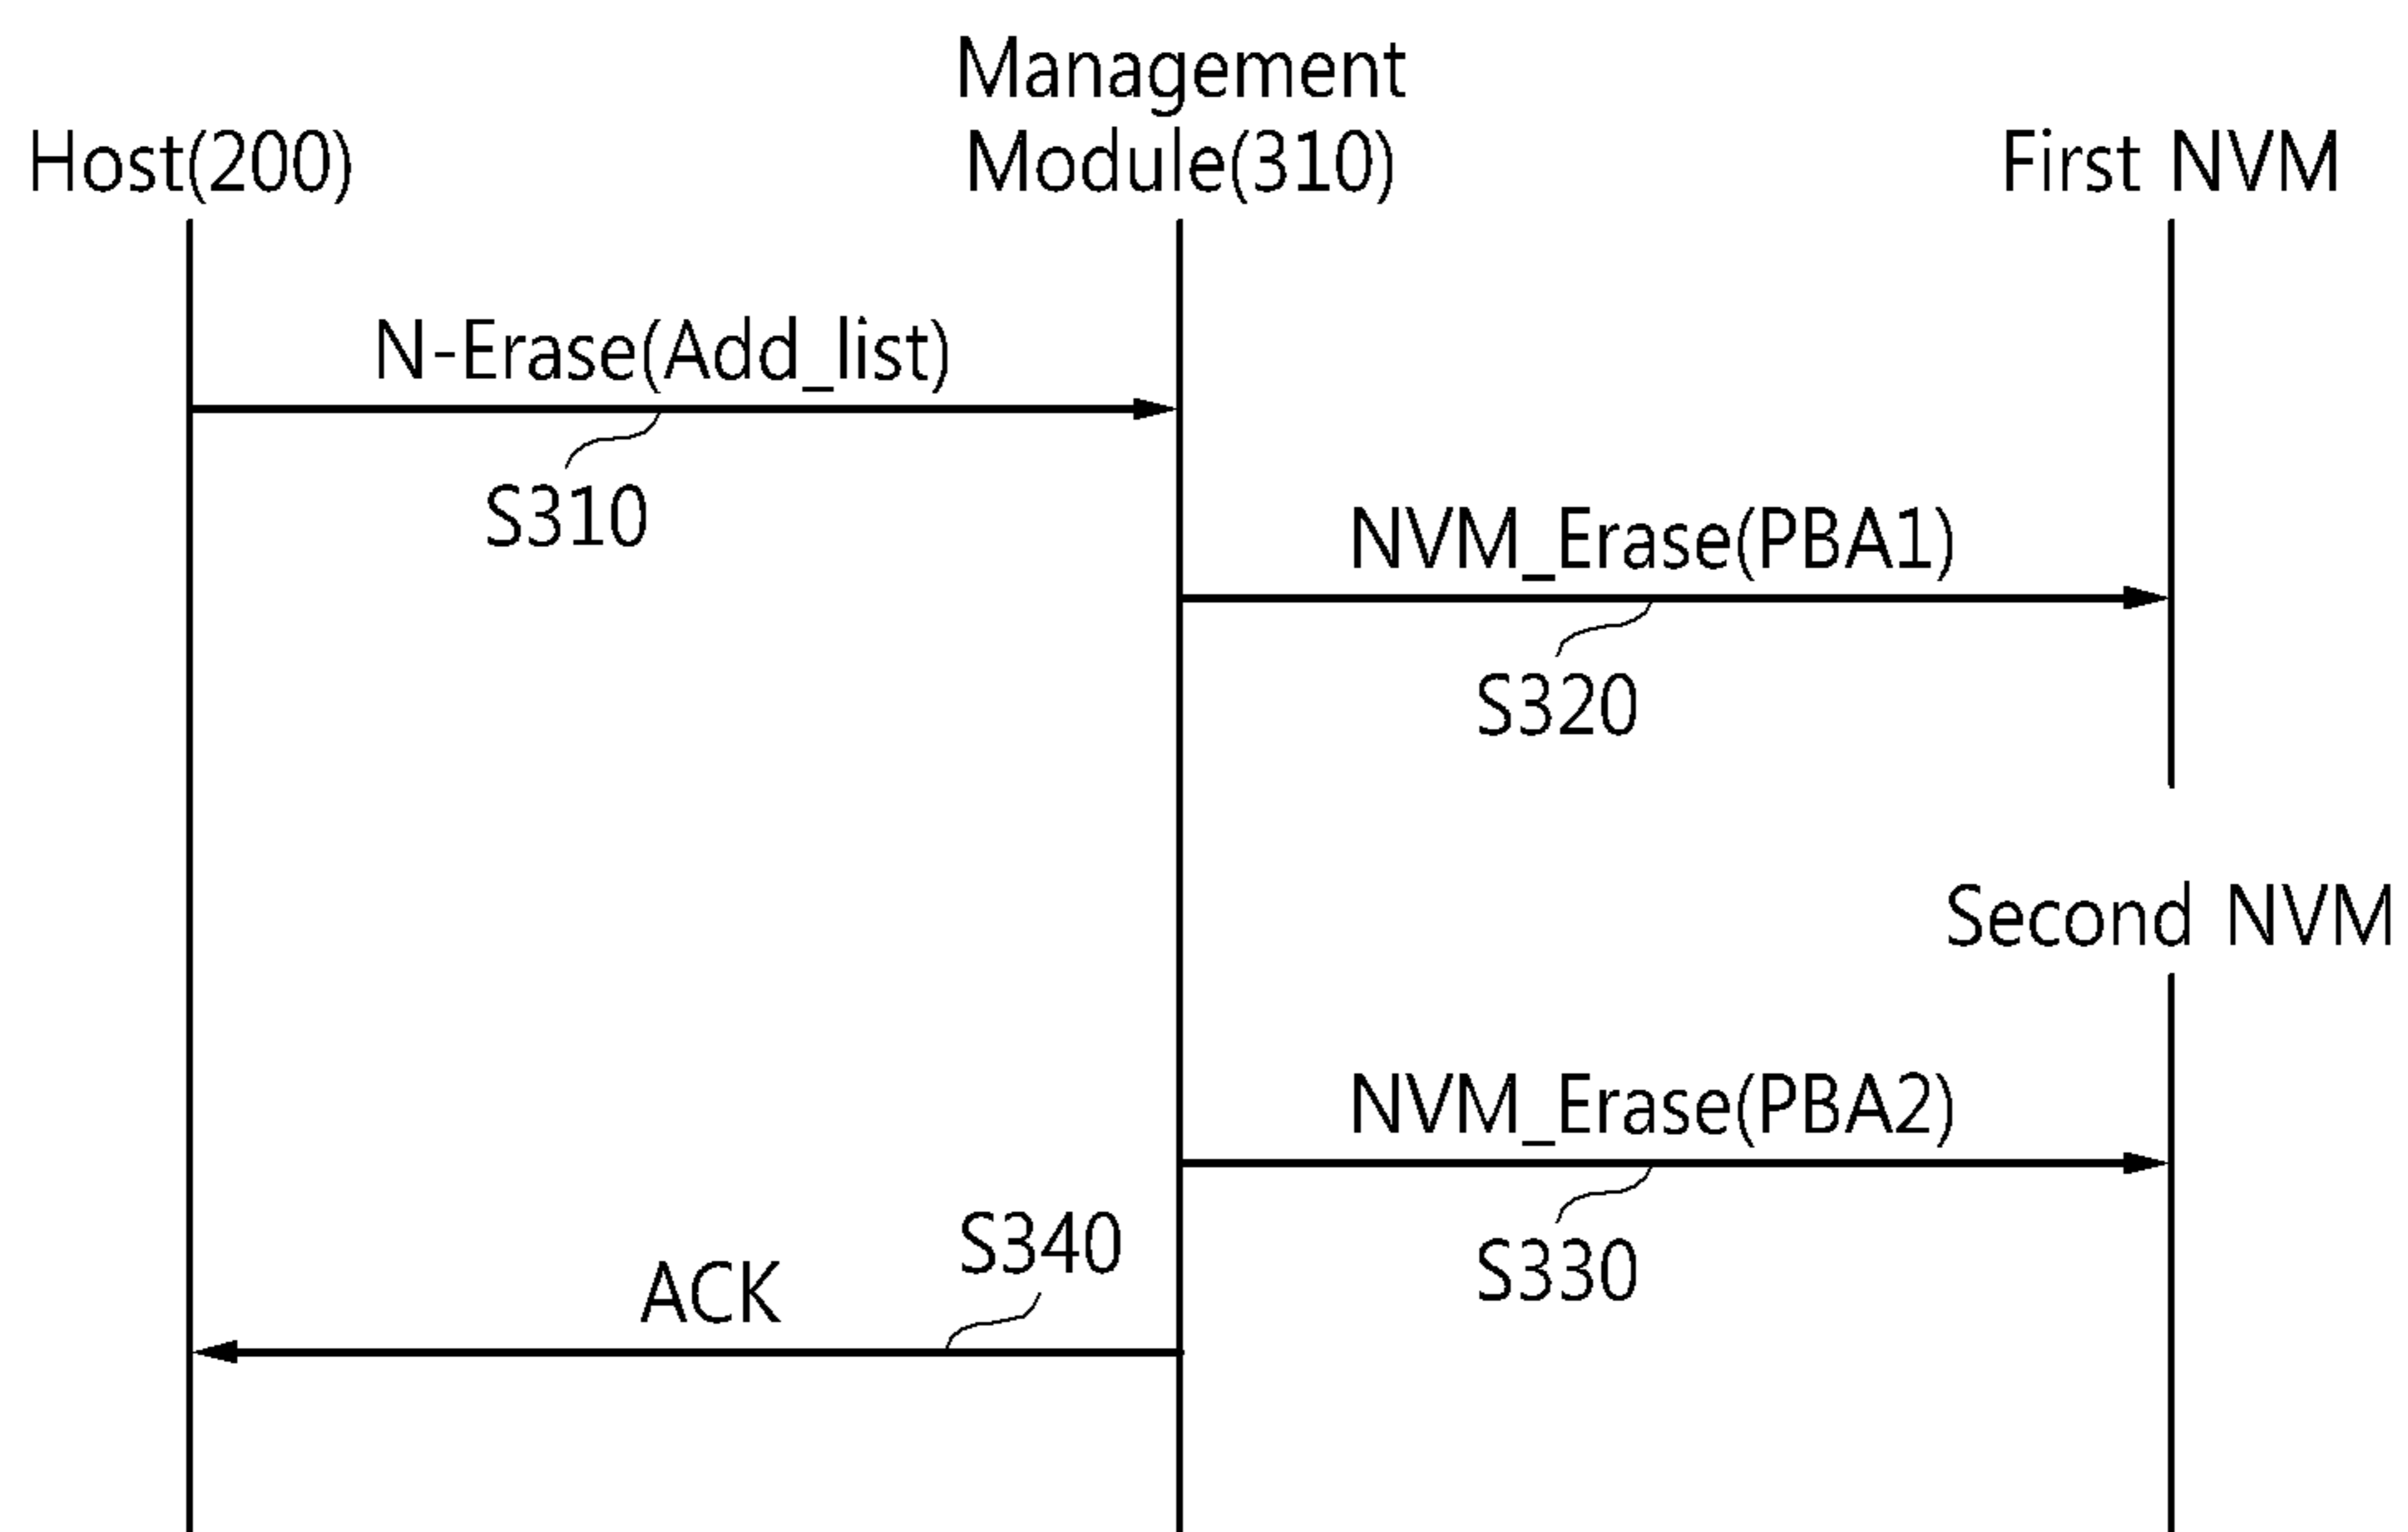 Management
Host(200)
Module(310)
First NVM
N-Erase(Add_list)
S310
NVM_Erase(PBA1)
S320
Second NVM
NVM_Erase(PBA2)
S340
S330
ACK